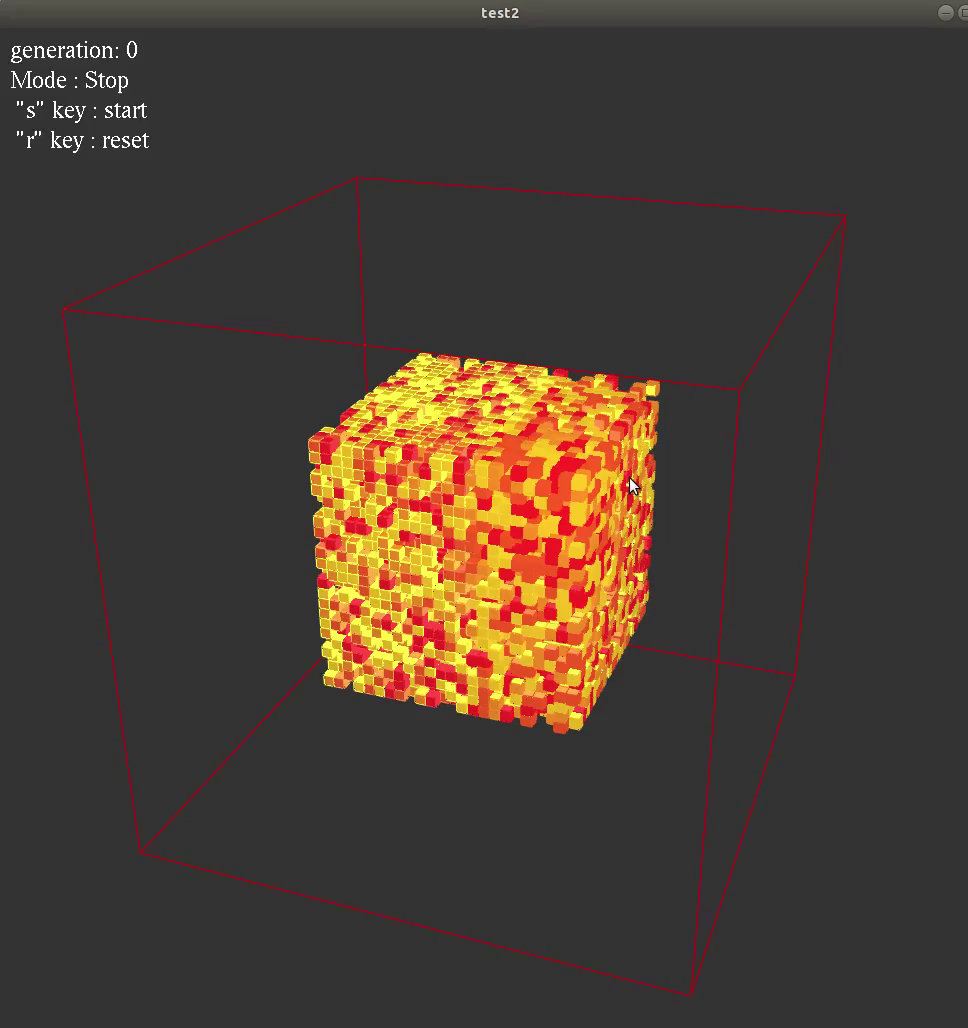 test2
generation: 0
Mode : Stop
"s" key : start
"r" key : reset